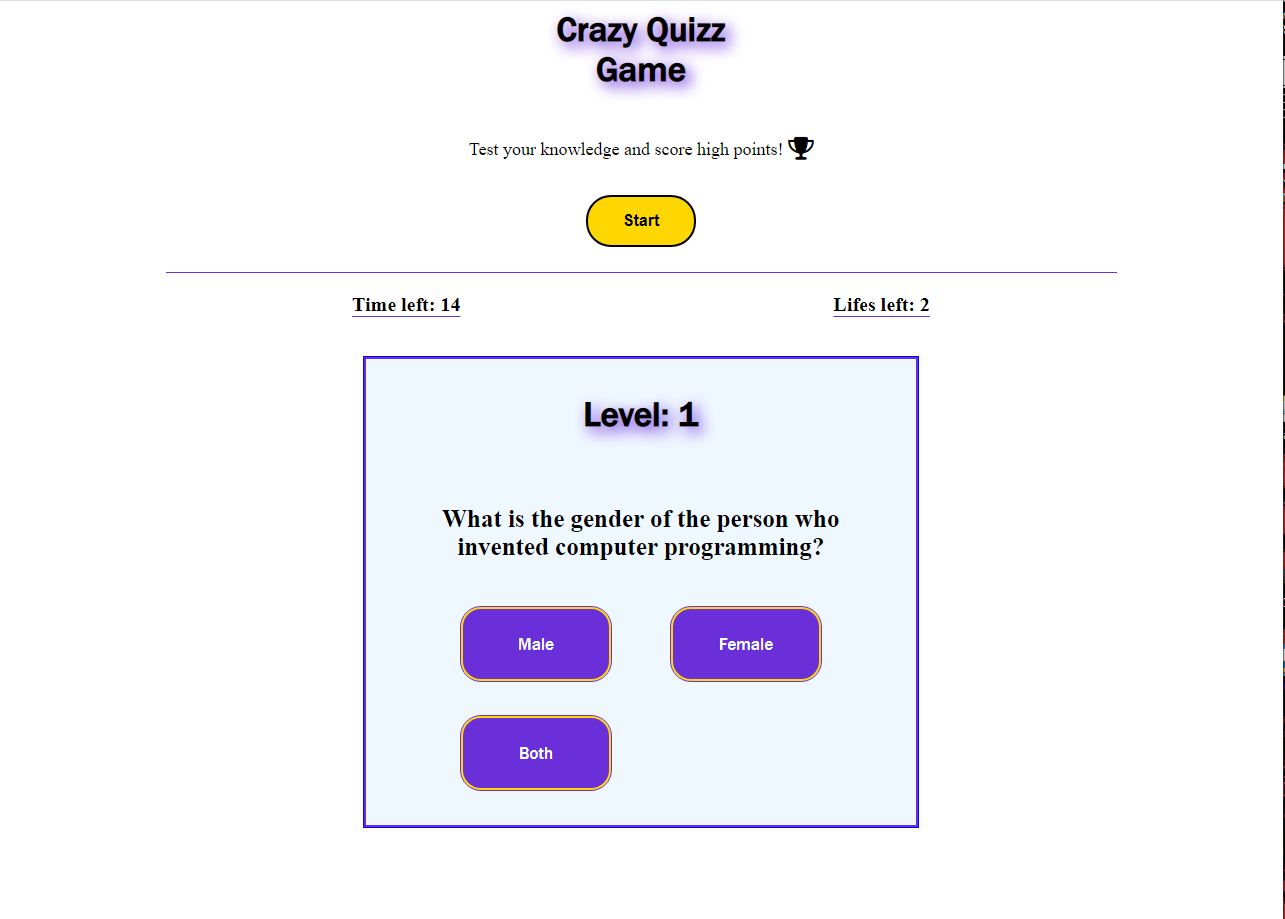 Crazy Quizz
Game
Test your knowledge and score high points!
Start
Time left: 14
Lifes left: 2
Level: 1
What is the gender of the person who
invented computer programming?
Male
Female
Both